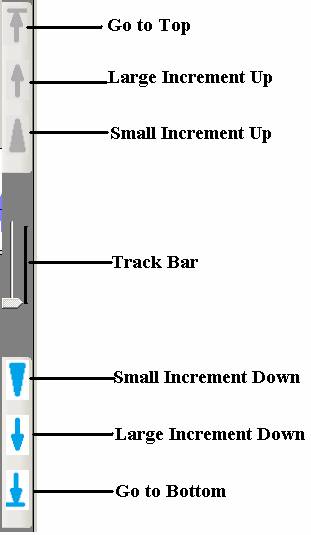 Go to Top
Large Increment Up
Small Increment Up
Track Bar
Small Increment Down
Large Increment Down
Go to Bottom